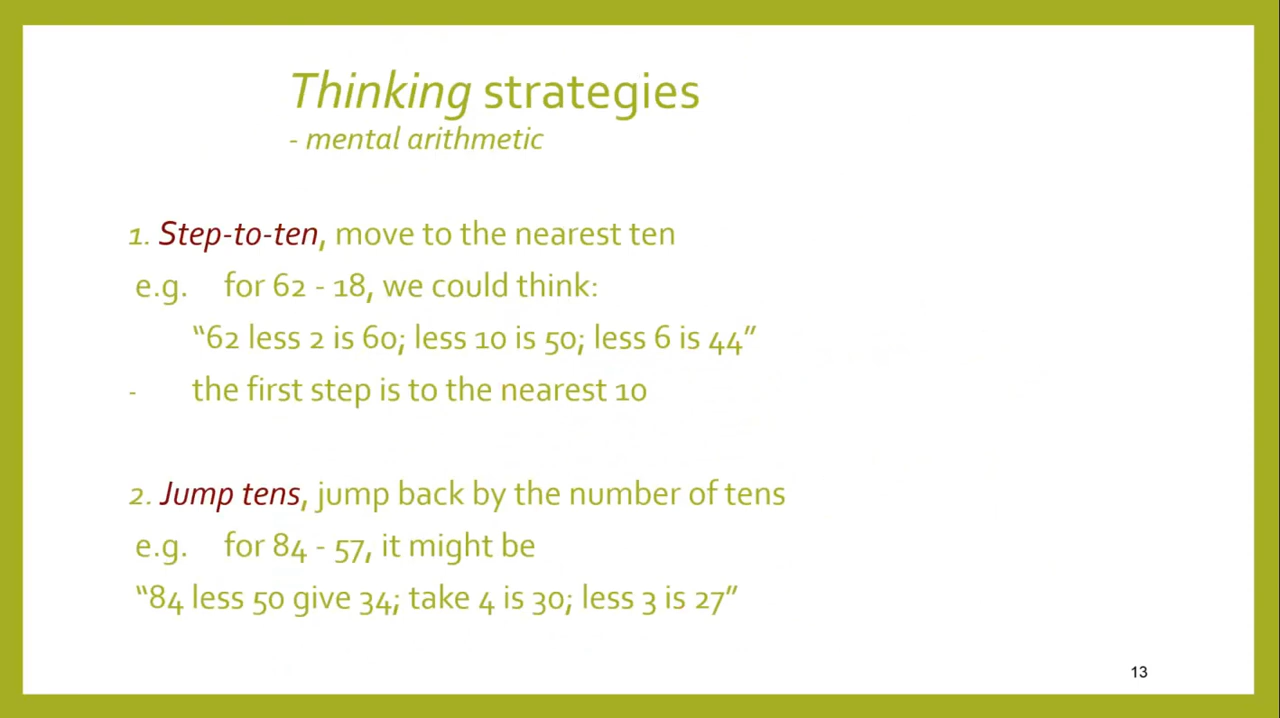 Thinking strategies
- mental arithmetic
1. Step-to-ten, move to the nearest ten
e.g. for 62 - 18, we could think:
“62 less 2 is 60; less 10 is 50; less 6 is 44”
- the first step is to the nearest 10
2. Jump tens, jump back by the number of tens
e.g. for 84 - 57, it might be
“84 less 50 give 34; take 4 is 30; less 3 is 27”
13